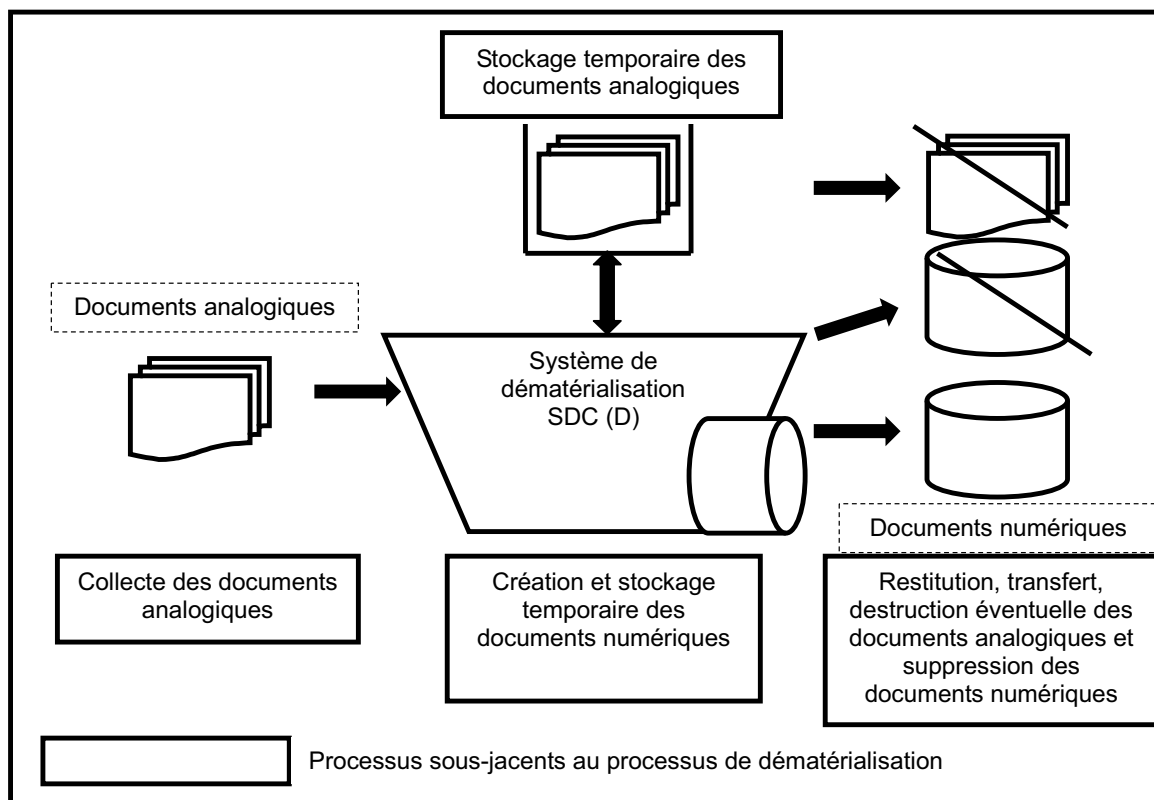 Stockage temporaire des
documents analogiques
Documents analogiques
Système de
dématérialisation
SDC (D)
Documents numériques
Collecte des documents
analogiques
Création et stockage
temporaire des
documents numériques
Restitution, transfert,
destruction éventuelle des
documents analogiques et
suppression des
documents numériques
Processus sous-jacents au processus de dématérialisation